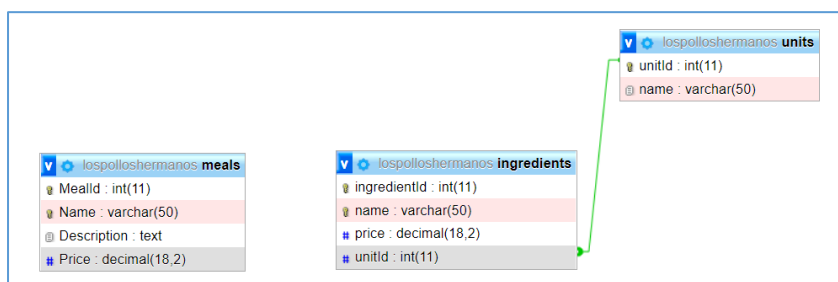 lospolloshermanos units
unitId : int(11)
name : varchar(50)
lospolloshermanos meals
MealId : int(11)
Name : varchar(50)
Description : text
Price : decimal(18,2)
lospolloshermanos ingredients
ingredientId : int(11)
name : varchar(50)
price : decimal(18,2)
unitId : int(11)